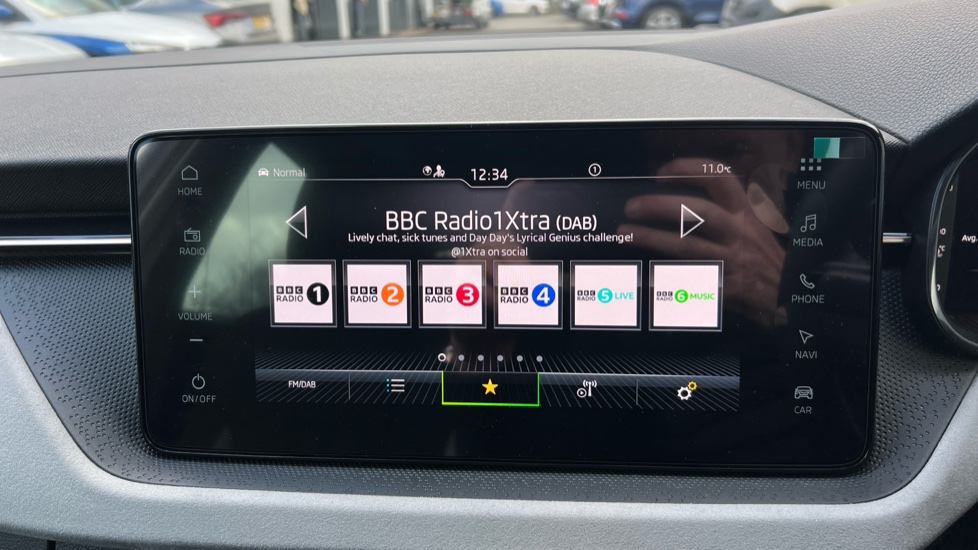 Normal
12:34
1
11.0°C
HOME
RADIO
+
VOLUME
−
ON/OFF
BBC Radio1Xtra (DAB)
Lively chat, sick tunes and Day Day's Lyrical Genius challenge!
@1Xtra on social
BBC RADIO 1
BBC RADIO 2
BBC RADIO 3
BBC RADIO 4
BBC 5 LIVE
BBC 6 MUSIC
FM/DAB
MENU
MEDIA
PHONE
NAVI
CAR
Avg.